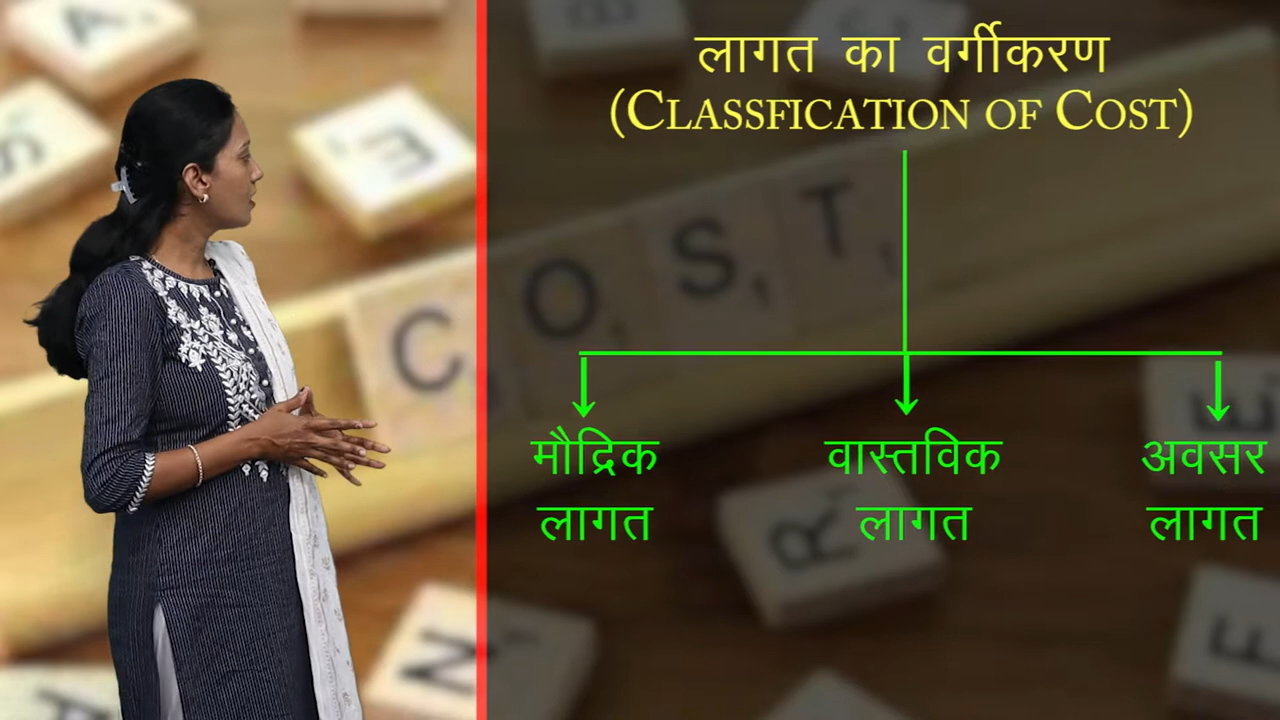 लागत का वर्गीकरण
(CLASSFICATION OF COST)
मौद्रिक लागत
वास्तविक लागत
अवसर लागत
C O S T